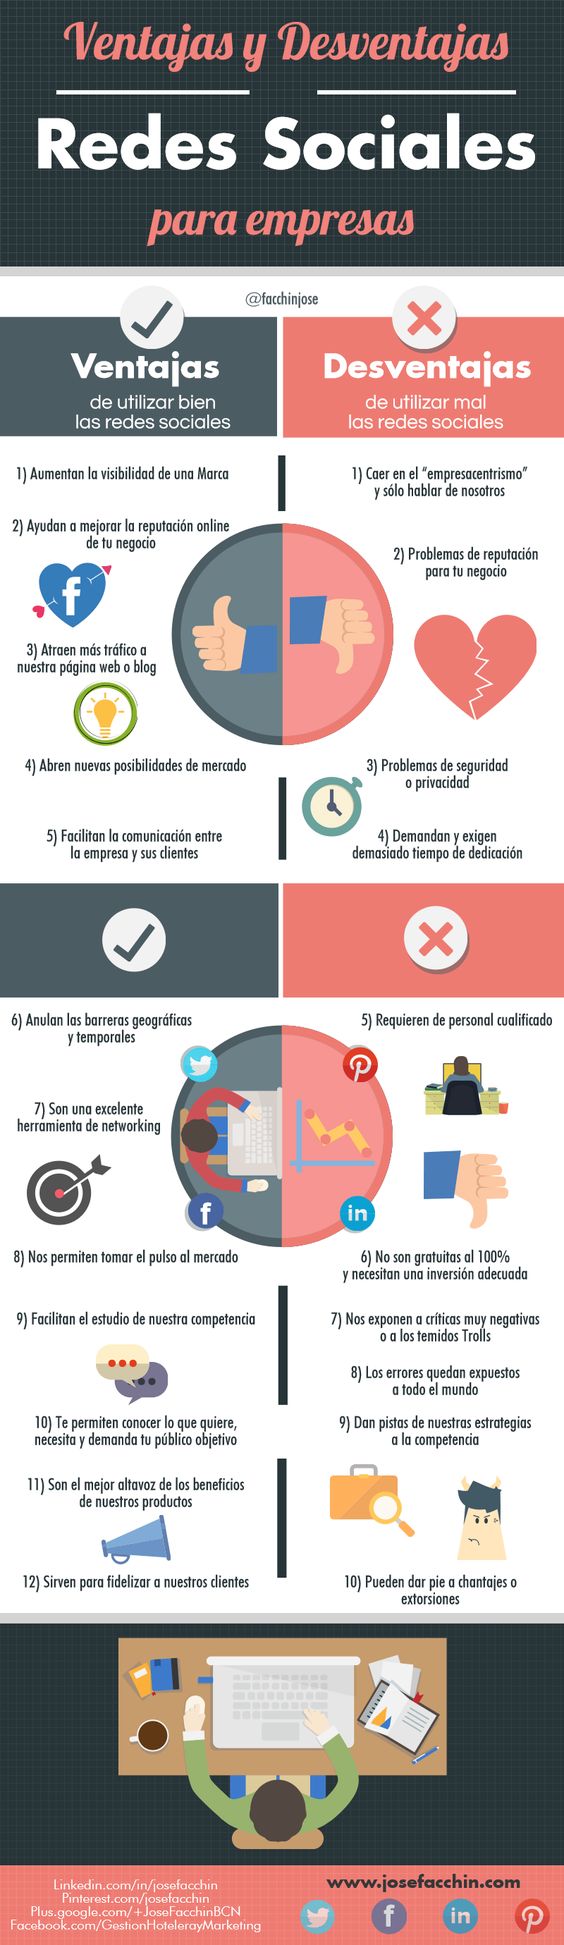 Ventajas y Desventajas
Redes Sociales
para empresas
@facchinjose
Ventajas
de utilizar bien
las redes sociales
Desventajas
de utilizar mal
las redes sociales
1) Aumentan la visibilidad de una Marca
2) Ayudan a mejorar la reputación online
de tu negocio
3) Atraen más tráfico a
nuestra página web o blog
4) Abren nuevas posibilidades de mercado
5) Facilitan la comunicación entre
la empresa y sus clientes
1) Caer en el “empresacentrismo”
y sólo hablar de nosotros
2) Problemas de reputación
para tu negocio
3) Problemas de seguridad
o privacidad
4) Demandan y exigen
demasiado tiempo de dedicación
6) Anulan las barreras geográficas
y temporales
7) Son una excelente
herramienta de networking
8) Nos permiten tomar el pulso al mercado
9) Facilitan el estudio de nuestra competencia
10) Te permiten conocer lo que quiere,
necesita y demanda tu público objetivo
11) Son el mejor altavoz de los beneficios
de nuestros productos
12) Sirven para fidelizar a nuestros clientes
5) Requieren de personal cualificado
6) No son gratuitas al 100%
y necesitan una inversión adecuada
7) Nos exponen a críticas muy negativas
o a los temidos Trolls
8) Los errores quedan expuestos
a todo el mundo
9) Dan pistas de nuestras estrategias
a la competencia
10) Pueden dar pie a chantajes o
extorsiones
Linkedin.com/in/josefacchin
Pinterest.com/josefacchin
Plus.google.com/+JoseFacchinBCN
Facebook.com/GestionHotelerayMarketing
www.josefacchin.com